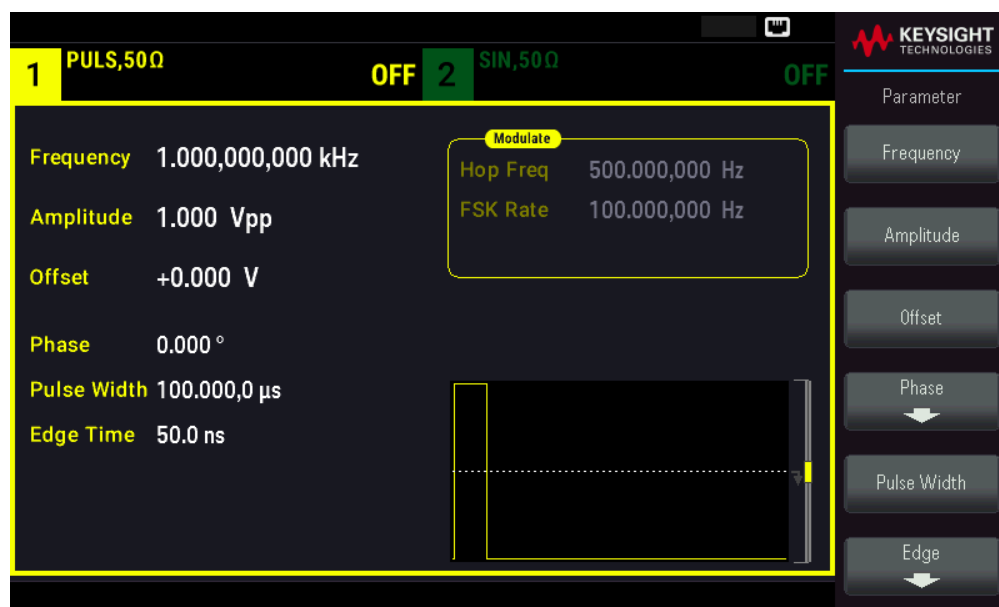 KEYSIGHT
TECHNOLOGIES
1 PULS,50Ω OFF 2 SIN,50Ω OFF
Parameter
Frequency 1.000,000,000 kHz
Amplitude 1.000 Vpp
Offset +0.000 V
Phase 0.000 °
Pulse Width 100.000,0 µs
Edge Time 50.0 ns
Modulate
Hop Freq 500.000,000 Hz
FSK Rate 100.000,000 Hz
Frequency
Amplitude
Offset
Phase
Pulse Width
Edge